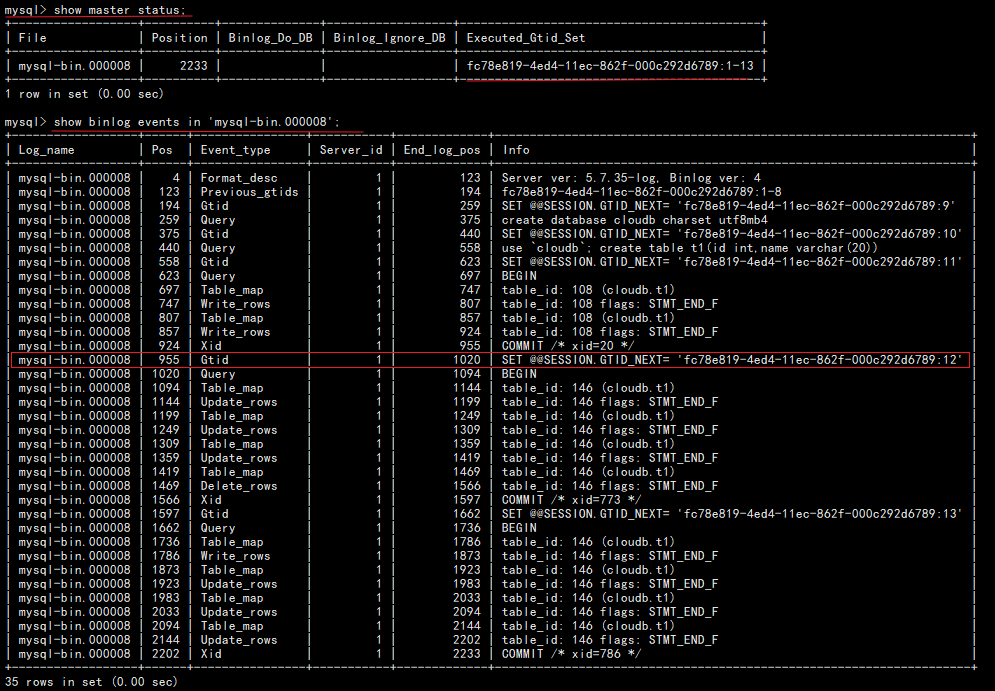 mysql> show master status;
| File | Position | Binlog_Do_DB | Binlog_Ignore_DB | Executed_Gtid_Set |
| mysql-bin.000008 | 2233 | | | fc78e819-4ed4-11ec-862f-000c292d6789:1-13 |
1 row in set (0.00 sec)
mysql> show binlog events in 'mysql-bin.000008';
| Log_name | Pos | Event_type | Server_id | End_log_pos | Info |
| mysql-bin.000008 | 4 | Format_desc | 1 | 123 | Server ver: 5.7.35-log, Binlog ver: 4 |
| mysql-bin.000008 | 123 | Previous_gtids | 1 | 194 | fc78e819-4ed4-11ec-862f-000c292d6789:1-8 |
| mysql-bin.000008 | 194 | Gtid | 1 | 259 | SET @@SESSION.GTID_NEXT= 'fc78e819-4ed4-11ec-862f-000c292d6789:9' |
| mysql-bin.000008 | 259 | Query | 1 | 375 | create database cloudb charset utf8mb4 |
| mysql-bin.000008 | 375 | Gtid | 1 | 440 | SET @@SESSION.GTID_NEXT= 'fc78e819-4ed4-11ec-862f-000c292d6789:10' |
| mysql-bin.000008 | 440 | Query | 1 | 558 | use `cloudb`; create table t1(id int,name varchar(20)) |
| mysql-bin.000008 | 558 | Gtid | 1 | 623 | SET @@SESSION.GTID_NEXT= 'fc78e819-4ed4-11ec-862f-000c292d6789:11' |
| mysql-bin.000008 | 623 | Query | 1 | 697 | BEGIN |
| mysql-bin.000008 | 697 | Table_map | 1 | 747 | table_id: 108 (cloudb.t1) |
| mysql-bin.000008 | 747 | Write_rows | 1 | 807 | table_id: 108 flags: STMT_END_F |
| mysql-bin.000008 | 807 | Table_map | 1 | 857 | table_id: 108 (cloudb.t1) |
| mysql-bin.000008 | 857 | Write_rows | 1 | 924 | table_id: 108 flags: STMT_END_F |
| mysql-bin.000008 | 924 | Xid | 1 | 955 | COMMIT /* xid=20 */ |
| mysql-bin.000008 | 955 | Gtid | 1 | 1020 | SET @@SESSION.GTID_NEXT= 'fc78e819-4ed4-11ec-862f-000c292d6789:12' |
| mysql-bin.000008 | 1020 | Query | 1 | 1094 | BEGIN |
| mysql-bin.000008 | 1094 | Table_map | 1 | 1144 | table_id: 146 (cloudb.t1) |
| mysql-bin.000008 | 1144 | Update_rows | 1 | 1199 | table_id: 146 flags: STMT_END_F |
| mysql-bin.000008 | 1199 | Table_map | 1 | 1249 | table_id: 146 (cloudb.t1) |
| mysql-bin.000008 | 1249 | Update_rows | 1 | 1309 | table_id: 146 flags: STMT_END_F |
| mysql-bin.000008 | 1309 | Table_map | 1 | 1359 | table_id: 146 (cloudb.t1) |
| mysql-bin.000008 | 1359 | Update_rows | 1 | 1419 | table_id: 146 flags: STMT_END_F |
| mysql-bin.000008 | 1419 | Table_map | 1 | 1469 | table_id: 146 (cloudb.t1) |
| mysql-bin.000008 | 1469 | Delete_rows | 1 | 1566 | table_id: 146 flags: STMT_END_F |
| mysql-bin.000008 | 1566 | Xid | 1 | 1597 | COMMIT /* xid=773 */ |
| mysql-bin.000008 | 1597 | Gtid | 1 | 1662 | SET @@SESSION.GTID_NEXT= 'fc78e819-4ed4-11ec-862f-000c292d6789:13' |
| mysql-bin.000008 | 1662 | Query | 1 | 1736 | BEGIN |
| mysql-bin.000008 | 1736 | Table_map | 1 | 1786 | table_id: 146 (cloudb.t1) |
| mysql-bin.000008 | 1786 | Write_rows | 1 | 1873 | table_id: 146 flags: STMT_END_F |
| mysql-bin.000008 | 1873 | Table_map | 1 | 1923 | table_id: 146 (cloudb.t1) |
| mysql-bin.000008 | 1923 | Update_rows | 1 | 1983 | table_id: 146 flags: STMT_END_F |
| mysql-bin.000008 | 1983 | Table_map | 1 | 2033 | table_id: 146 (cloudb.t1) |
| mysql-bin.000008 | 2033 | Update_rows | 1 | 2094 | table_id: 146 flags: STMT_END_F |
| mysql-bin.000008 | 2094 | Table_map | 1 | 2144 | table_id: 146 (cloudb.t1) |
| mysql-bin.000008 | 2144 | Update_rows | 1 | 2202 | table_id: 146 flags: STMT_END_F |
| mysql-bin.000008 | 2202 | Xid | 1 | 2233 | COMMIT /* xid=786 */ |
35 rows in set (0.00 sec)